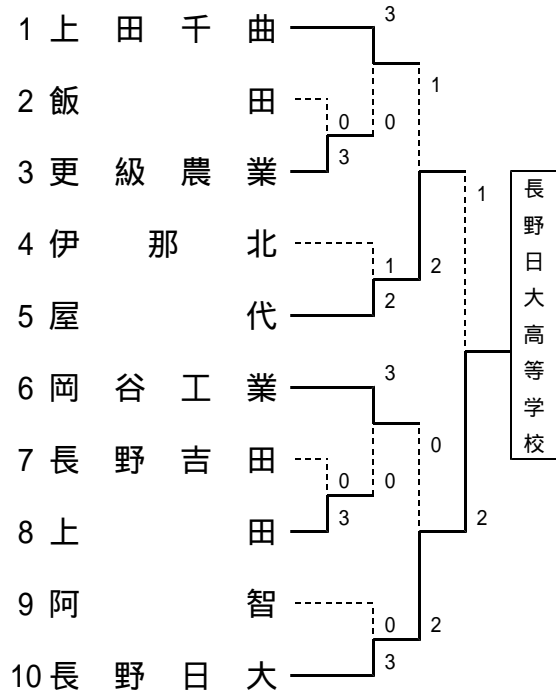 3
1 上田千曲
1
2 飯田
0 0
3
3 更級農業
1
4 伊那北
1 2
2
5 屋代
長野日大高等学校
3
6 岡谷工業
0
7 長野吉田
0 0
3
8 上田
2
9 阿智
0 2
3
10 長野日大